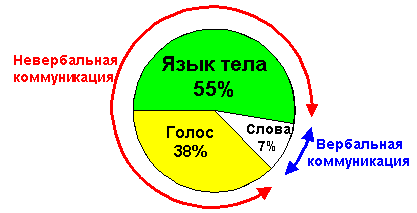 Невербальная
коммуникация
Язык тела
55%
Голос
38%
Слова
7%
Вербальная
коммуникация